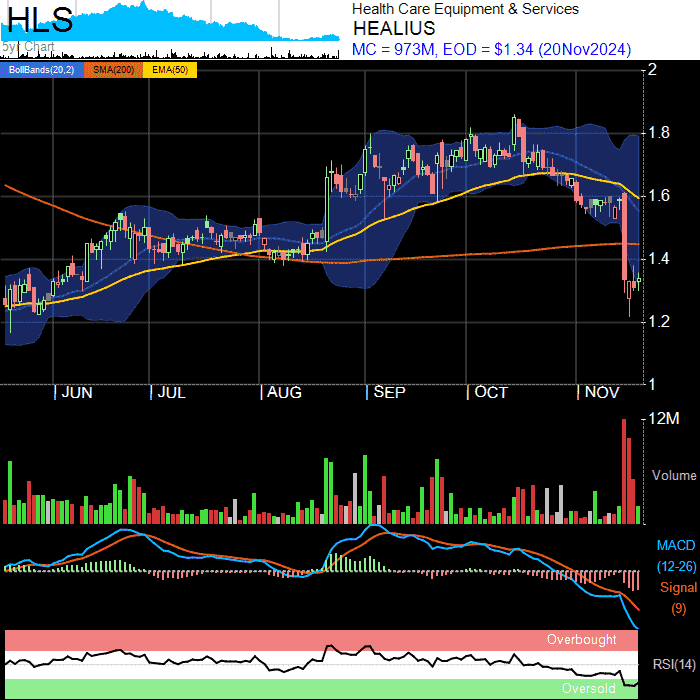 HLS
5yr Chart
Health Care Equipment & Services
HEALIUS
MC = 973M, EOD = $1.34 (20Nov2024)
BollBands(20,2) SMA(200) EMA(50)
2
1.8
1.6
1.4
1.2
1
JUN JUL AUG SEP OCT NOV
12M
Volume
MACD
(12-26)
Signal
(9)
Overbought
RSI(14)
Oversold